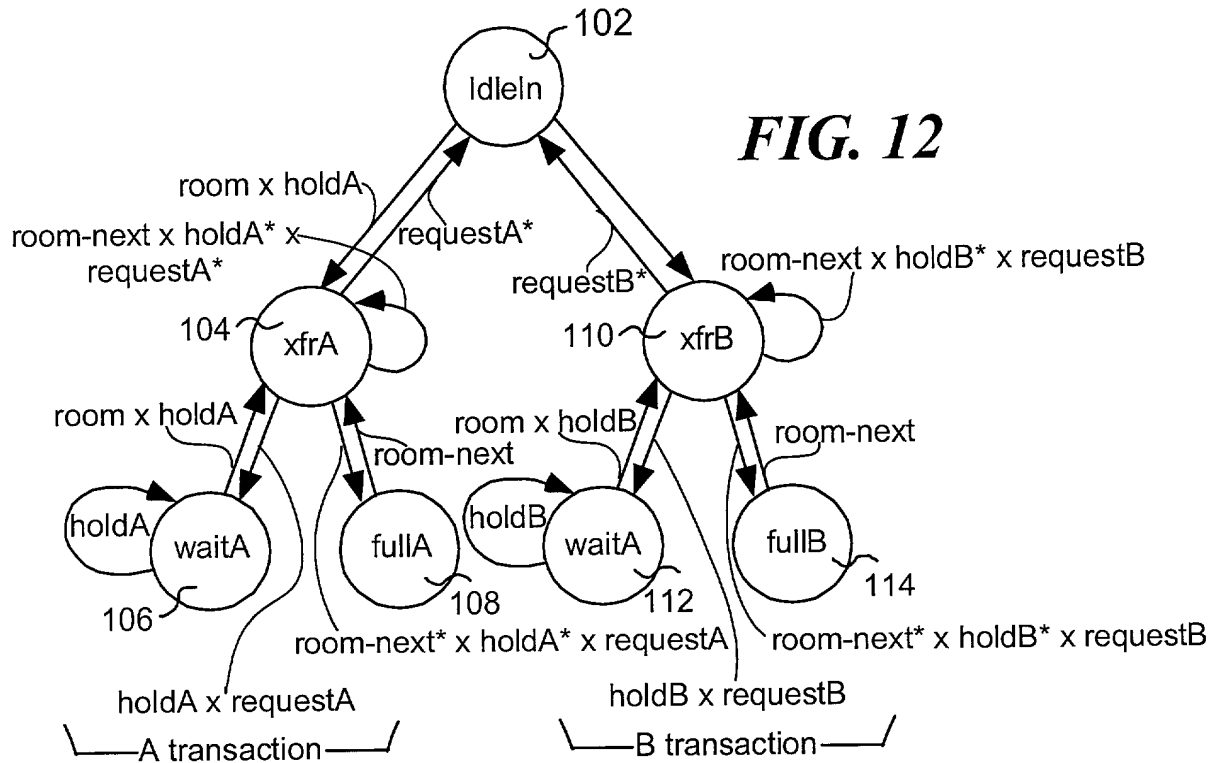 102
IdleIn
FIG. 12
room x holdA
room-next x holdA* x
requestA*
requestA*
requestB*
room-next x holdB* x requestB
104
xfrA
110
xfrB
room x holdA
room-next
room x holdB
room-next
holdA
waitA
fullA
holdB
waitA
fullB
106
108
112
114
room-next* x holdA* x requestA
room-next* x holdB* x requestB
holdA x requestA
holdB x requestB
A transaction
B transaction